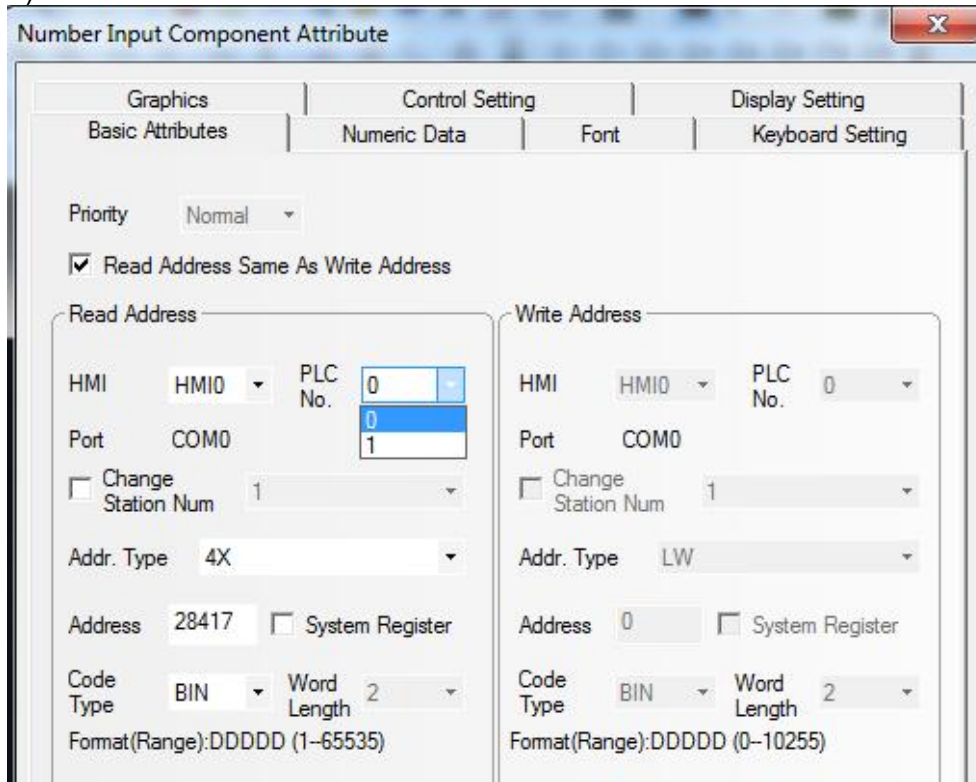 Number Input Component Attribute
X
Graphics Control Setting Display Setting
Basic Attributes Numeric Data Font Keyboard Setting
Priority Normal
Read Address Same As Write Address
Read Address
HMI HMI0 PLC No. 0
0
1
Port COM0
Change Station Num 1
Addr. Type 4X
Address 28417 System Register
Code Type BIN Word Length 2
Format(Range):DDDDD (1--65535)
Write Address
HMI HMI0 PLC No. 0
Port COM0
Change Station Num 1
Addr. Type LW
Address 0 System Register
Code Type BIN Word Length 2
Format(Range):DDDDD (0--10255)